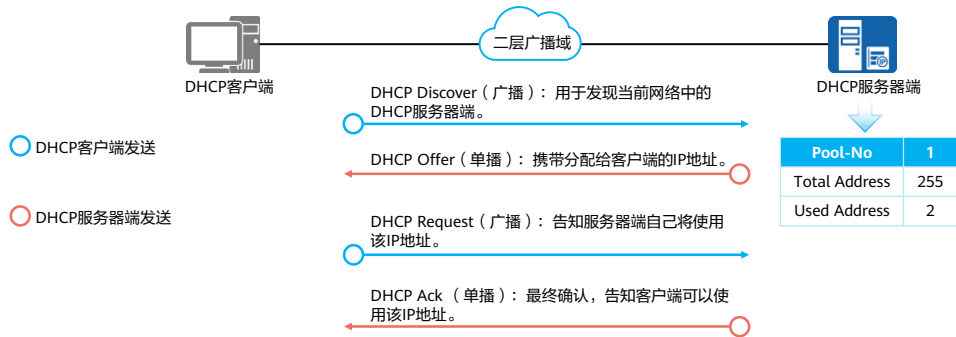 二层广播域
DHCP客户端
DHCP服务器端
DHCP Discover（广播）：用于发现当前网络中的
DHCP服务器端。
DHCP客户端发送
DHCP Offer（单播）：携带分配给客户端的IP地址。
Pool-No 1
Total Address 255
Used Address 2
DHCP服务器端发送
DHCP Request（广播）：告知服务器端自己将使用
该IP地址。
DHCP Ack （单播）：最终确认，告知客户端可以使
用该IP地址。